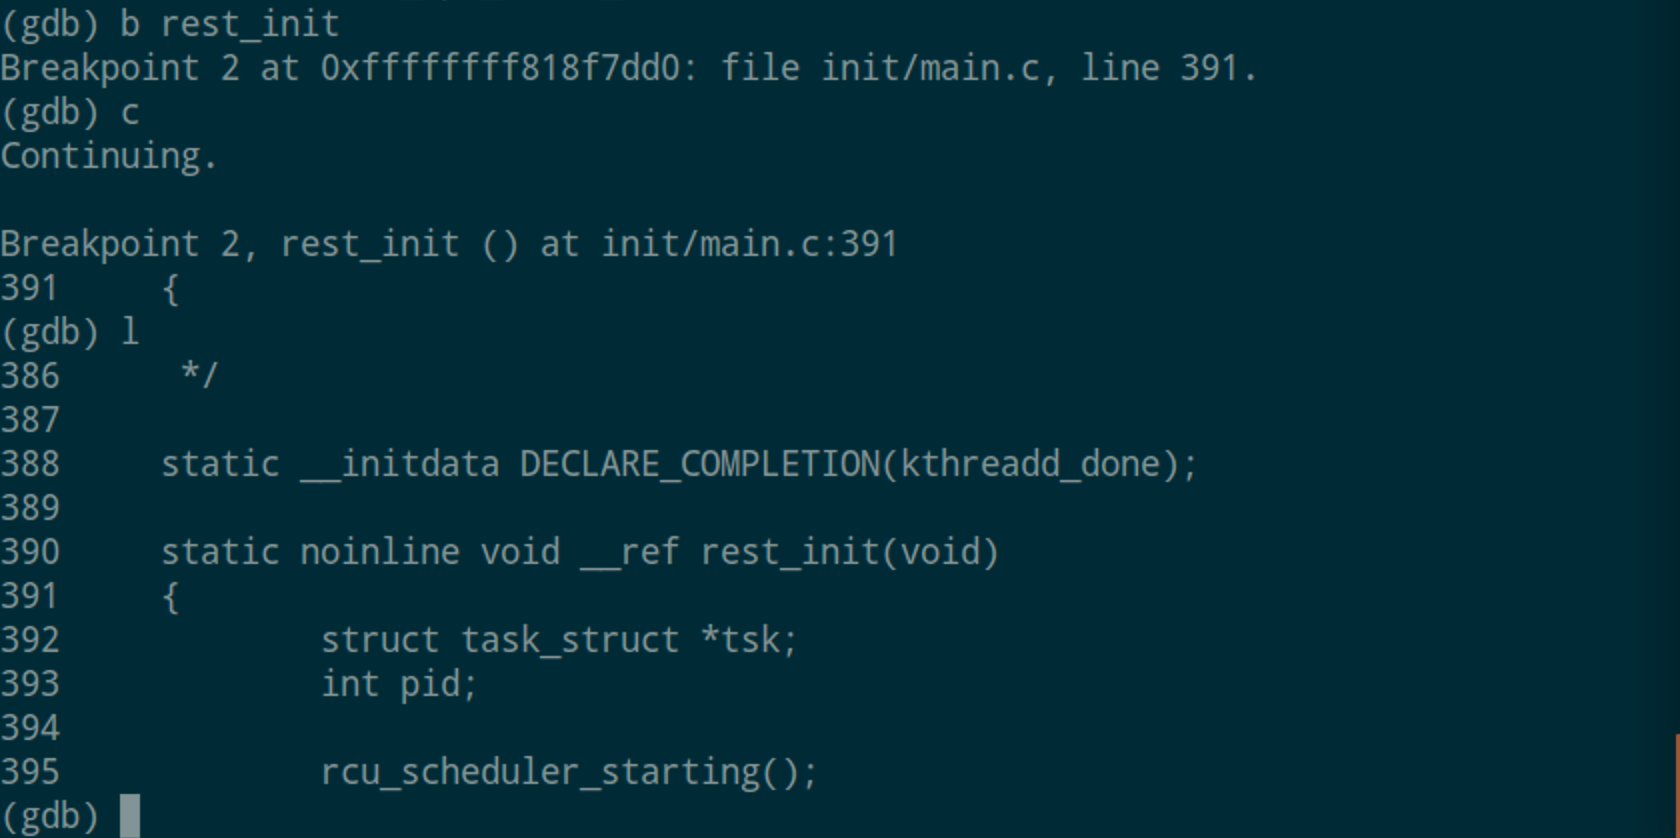 (gdb) b rest_init
Breakpoint 2 at 0xffffffff818f7dd0: file init/main.c, line 391.
(gdb) c
Continuing.

Breakpoint 2, rest_init () at init/main.c:391
391     {
(gdb) l
386      */
387
388     static __initdata DECLARE_COMPLETION(kthreadd_done);
389
390     static noinline void __ref rest_init(void)
391     {
392             struct task_struct *tsk;
393             int pid;
394
395             rcu_scheduler_starting();
(gdb)